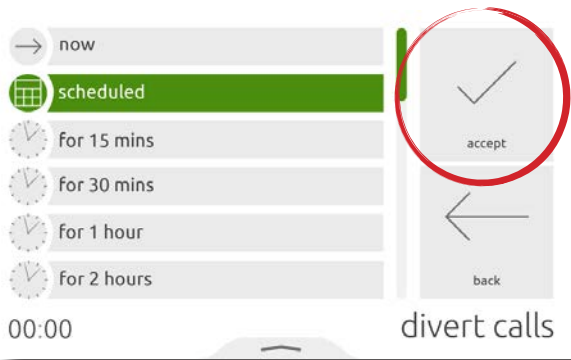 now
scheduled
for 15 mins
for 30 mins
for 1 hour
for 2 hours
accept
back
00:00
divert calls